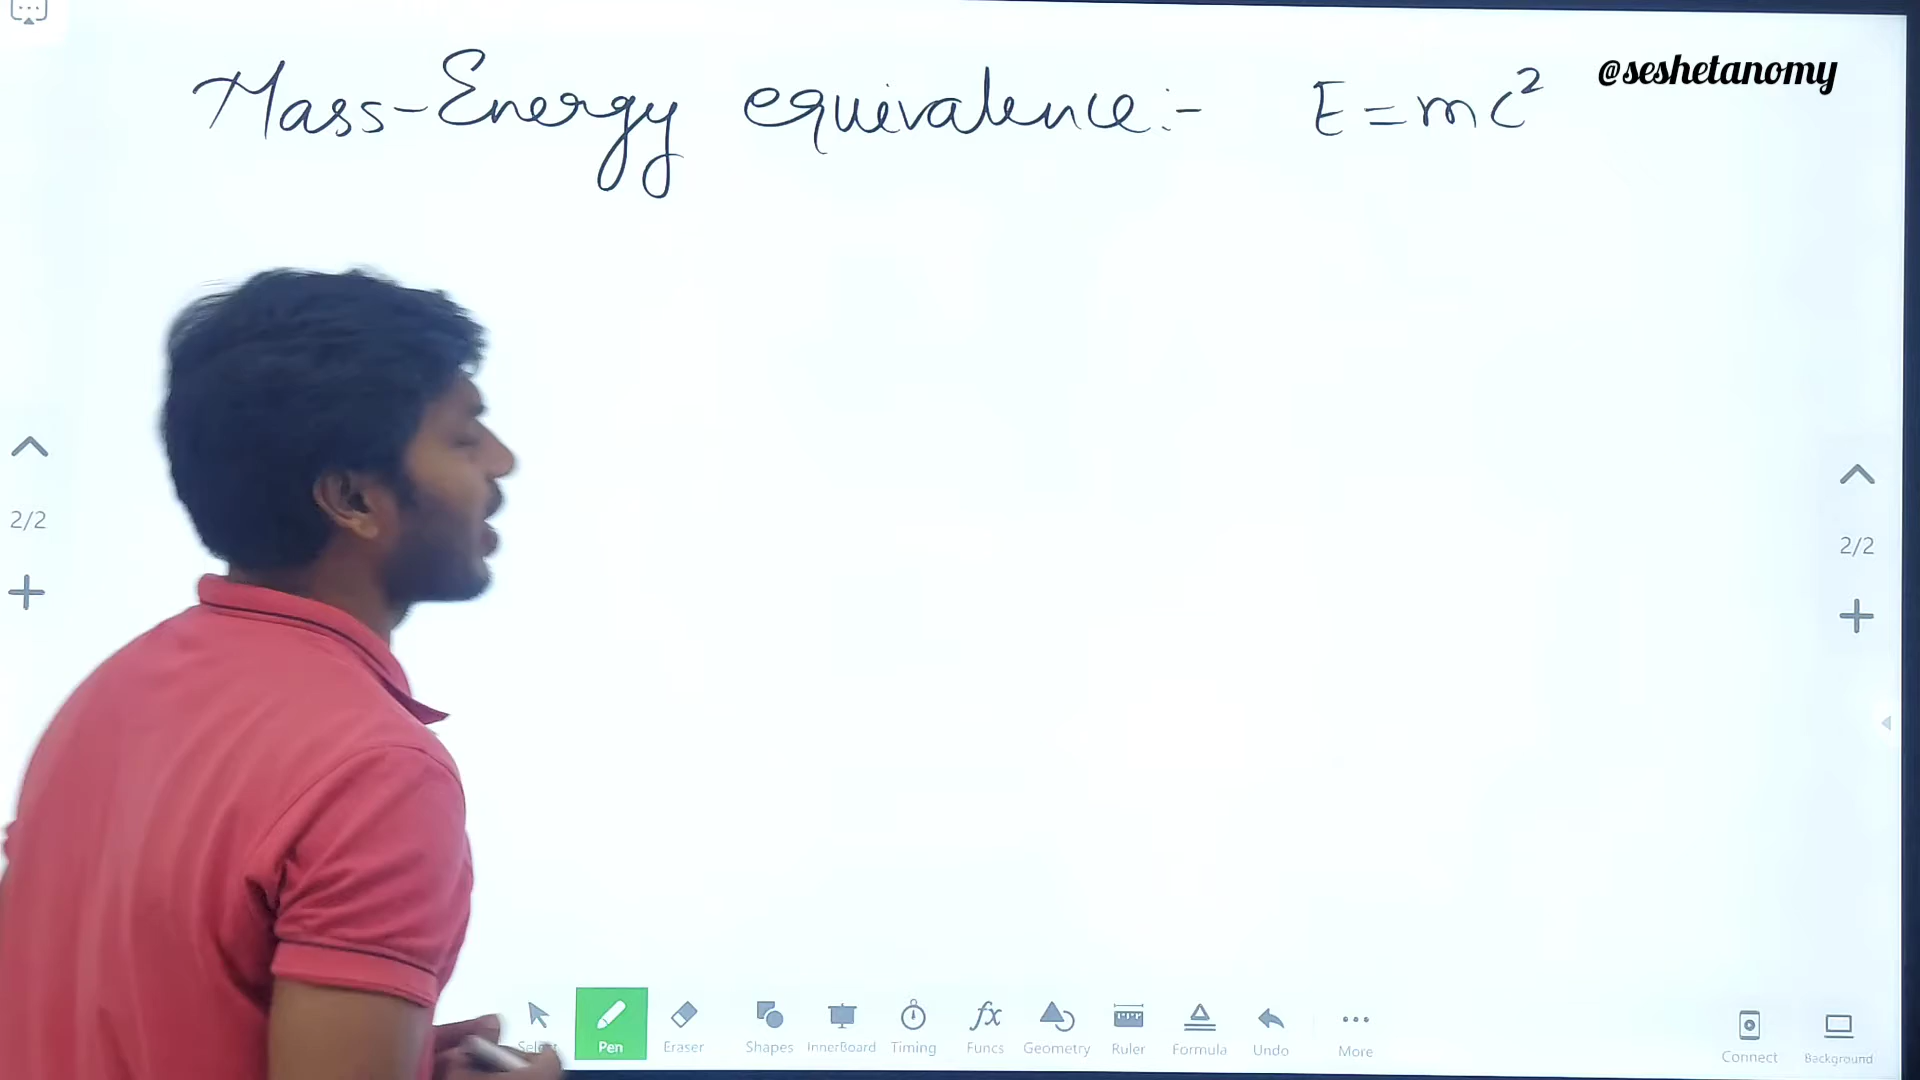 Mass-Energy equivalence:- E = mc²
@seshetanomy
2/2
2/2
Select Pen Eraser Shapes InnerBoard Timing Funcs Geometry Ruler Formula Undo More Connect Background